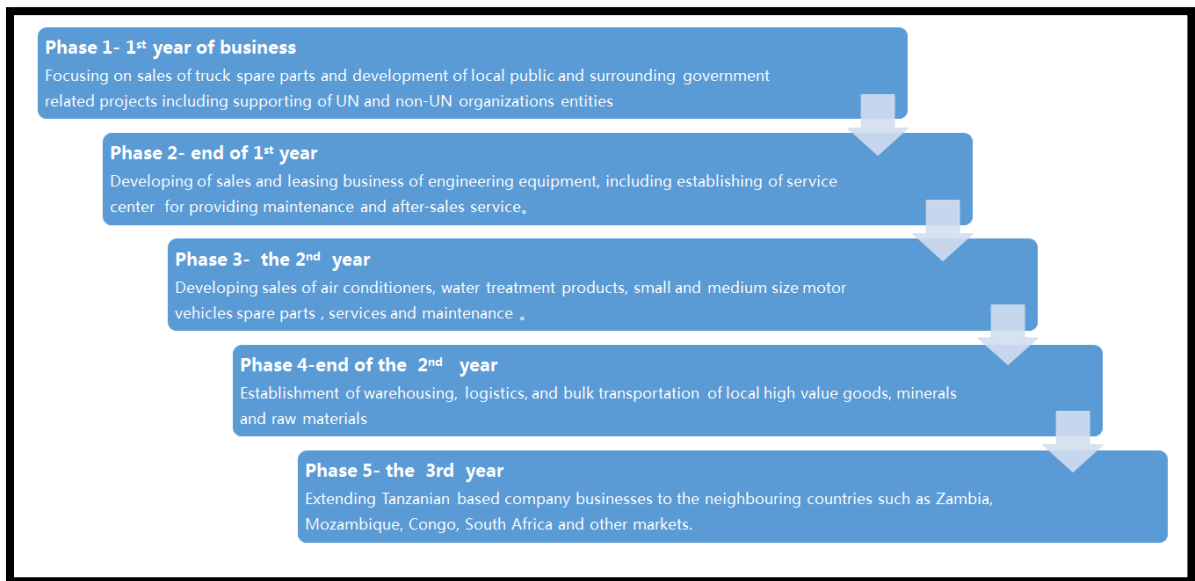 Phase 1- 1st year of business
Focusing on sales of truck spare parts and development of local public and surrounding government
related projects including supporting of UN and non-UN organizations entities
Phase 2- end of 1st year
Developing of sales and leasing business of engineering equipment, including establishing of service
center for providing maintenance and after-sales service。
Phase 3- the 2nd year
Developing sales of air conditioners, water treatment products, small and medium size motor
vehicles spare parts , services and maintenance 。
Phase 4-end of the 2nd year
Establishment of warehousing, logistics, and bulk transportation of local high value goods, minerals
and raw materials
Phase 5- the 3rd year
Extending Tanzanian based company businesses to the neighbouring countries such as Zambia,
Mozambique, Congo, South Africa and other markets.